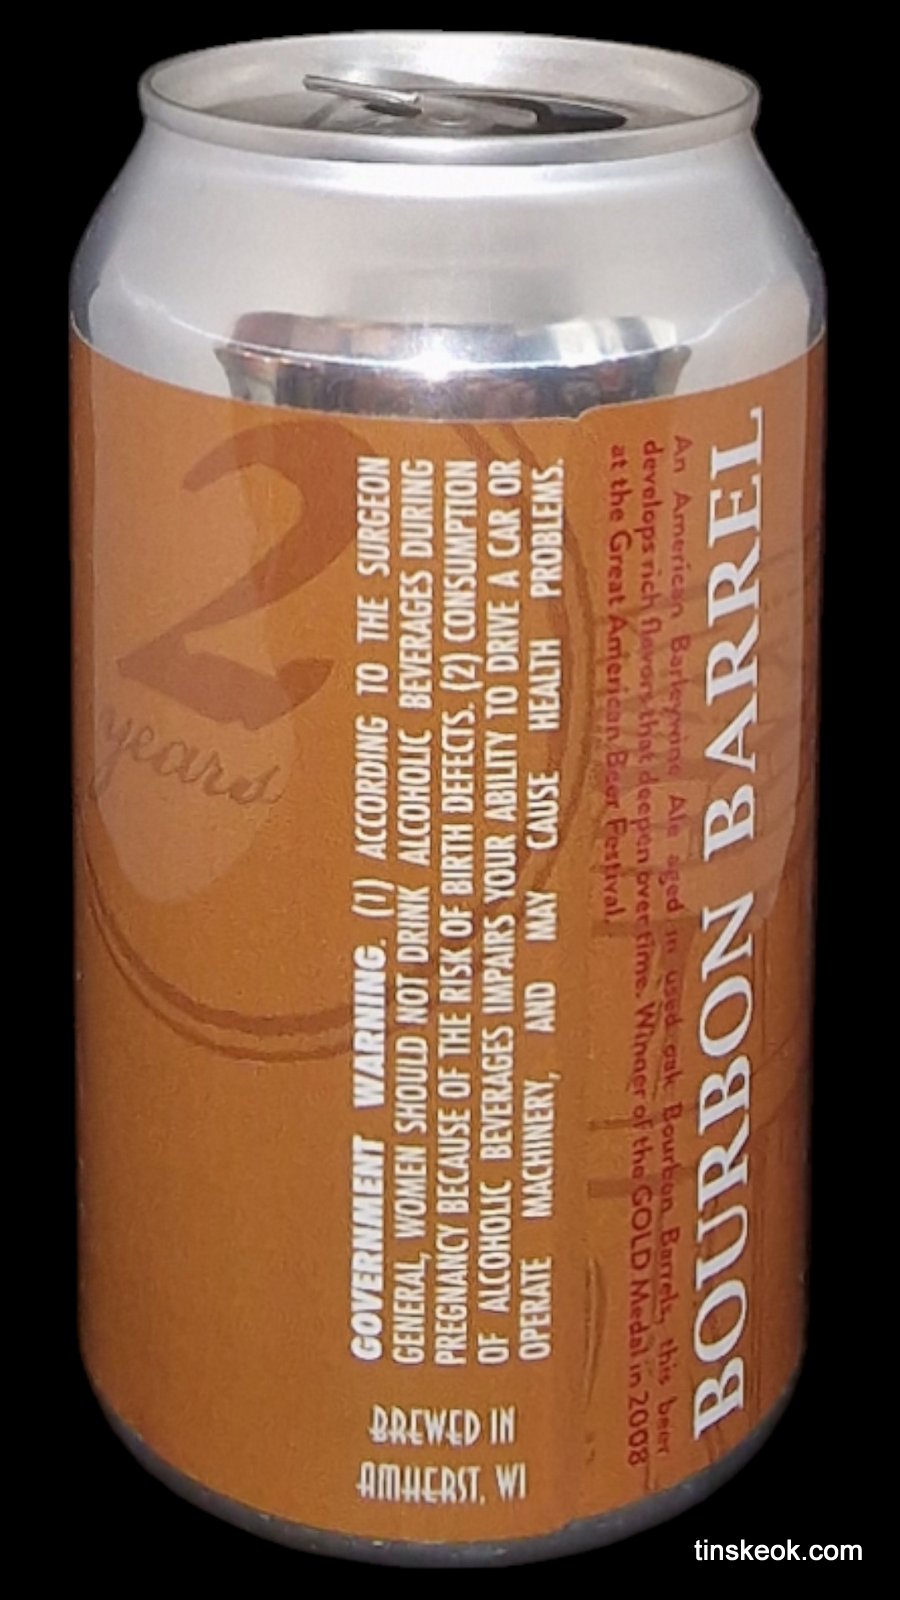 2
years
GOVERNMENT WARNING. (1) ACCORDING TO THE SURGEON
GENERAL, WOMEN SHOULD NOT DRINK ALCOHOLIC BEVERAGES DURING
PREGNANCY BECAUSE OF THE RISK OF BIRTH DEFECTS. (2) CONSUMPTION
OF ALCOHOLIC BEVERAGES IMPAIRS YOUR ABILITY TO DRIVE A CAR OR
OPERATE MACHINERY, AND MAY CAUSE HEALTH PROBLEMS.
BREWED IN
AMHERST, WI
An American Barleywine Ale aged in used oak Bourbon Barrels, this beer
develops rich flavors that deepen over time. Winner of the GOLD Medal in 2008
at the Great American Beer Festival.
BOURBON BARREL
tinskeok.com